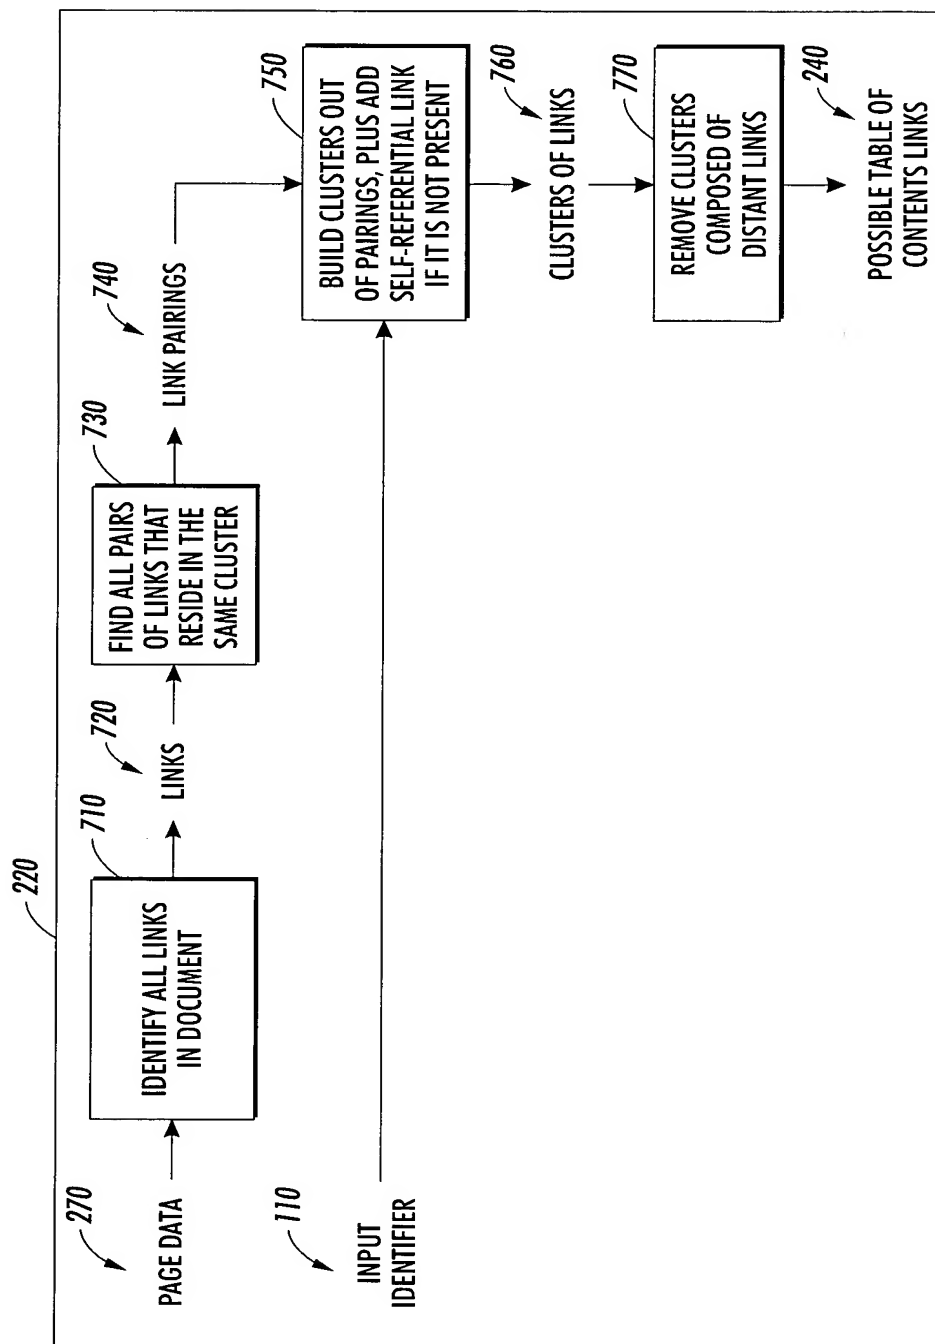 220
270
PAGE DATA
710
IDENTIFY ALL LINKS
IN DOCUMENT
720
LINKS
730
FIND ALL PAIRS
OF LINKS THAT
RESIDE IN THE
SAME CLUSTER
740
LINK PAIRINGS
110
INPUT
IDENTIFIER
750
BUILD CLUSTERS OUT
OF PAIRINGS, PLUS ADD
SELF-REFERENTIAL LINK
IF IT IS NOT PRESENT
760
CLUSTERS OF LINKS
770
REMOVE CLUSTERS
COMPOSED OF
DISTANT LINKS
240
POSSIBLE TABLE OF
CONTENTS LINKS